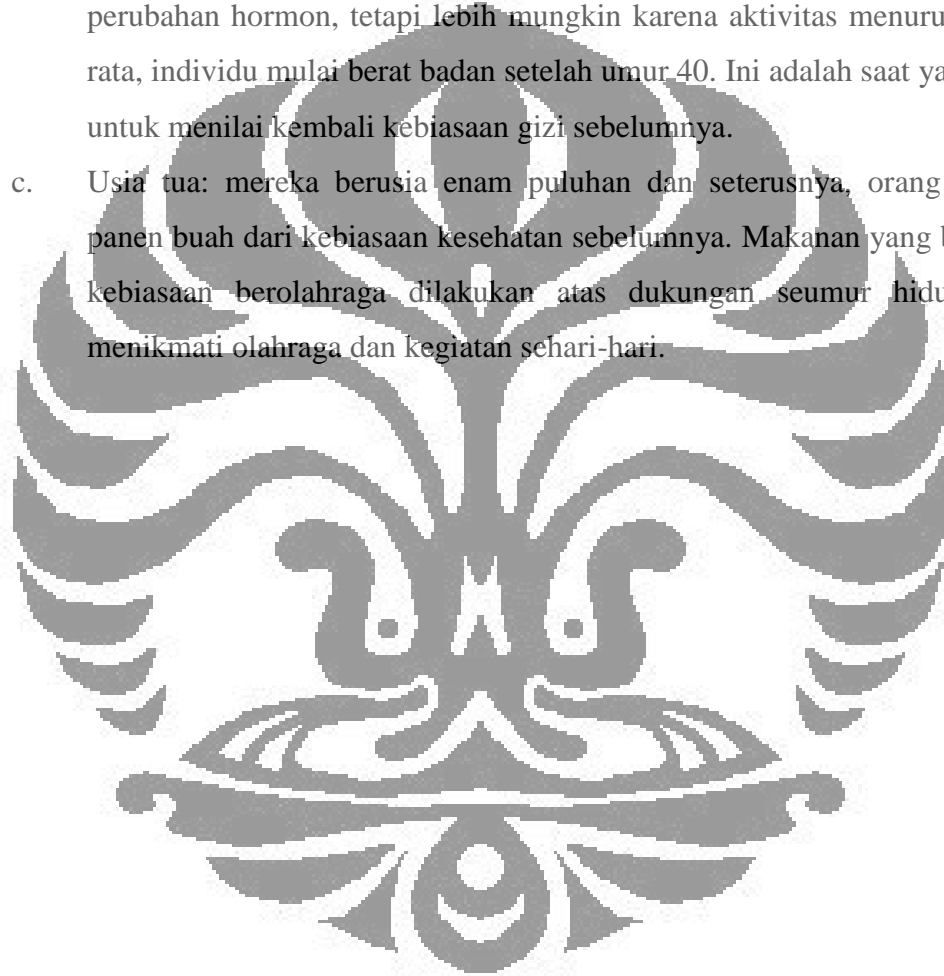 perubahan hormon, tetapi lebih mungkin karena aktivitas menuru
rata, individu mulai berat badan setelah umur 40. Ini adalah saat ya
untuk menilai kembali kebiasaan gizi sebelumnya.
c. Usia tua: mereka berusia enam puluhan dan seterusnya, orang
panen buah dari kebiasaan kesehatan sebelumnya. Makanan yang
kebiasaan berolahraga dilakukan atas dukungan seumur hidu
menikmati olahraga dan kegiatan sehari-hari.